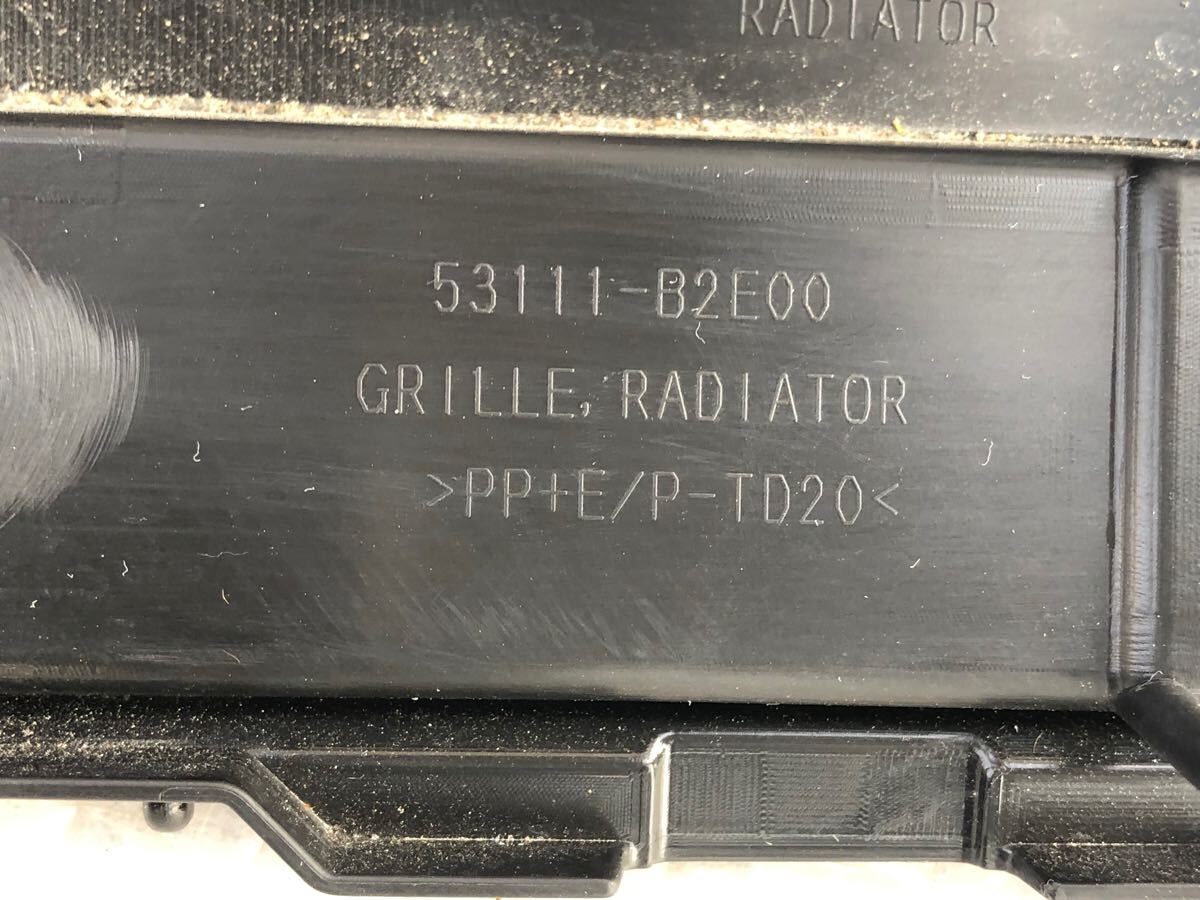 RADIATOR
53111-B2E00
GRILLE, RADIATOR
>PP+E/P-TD20<